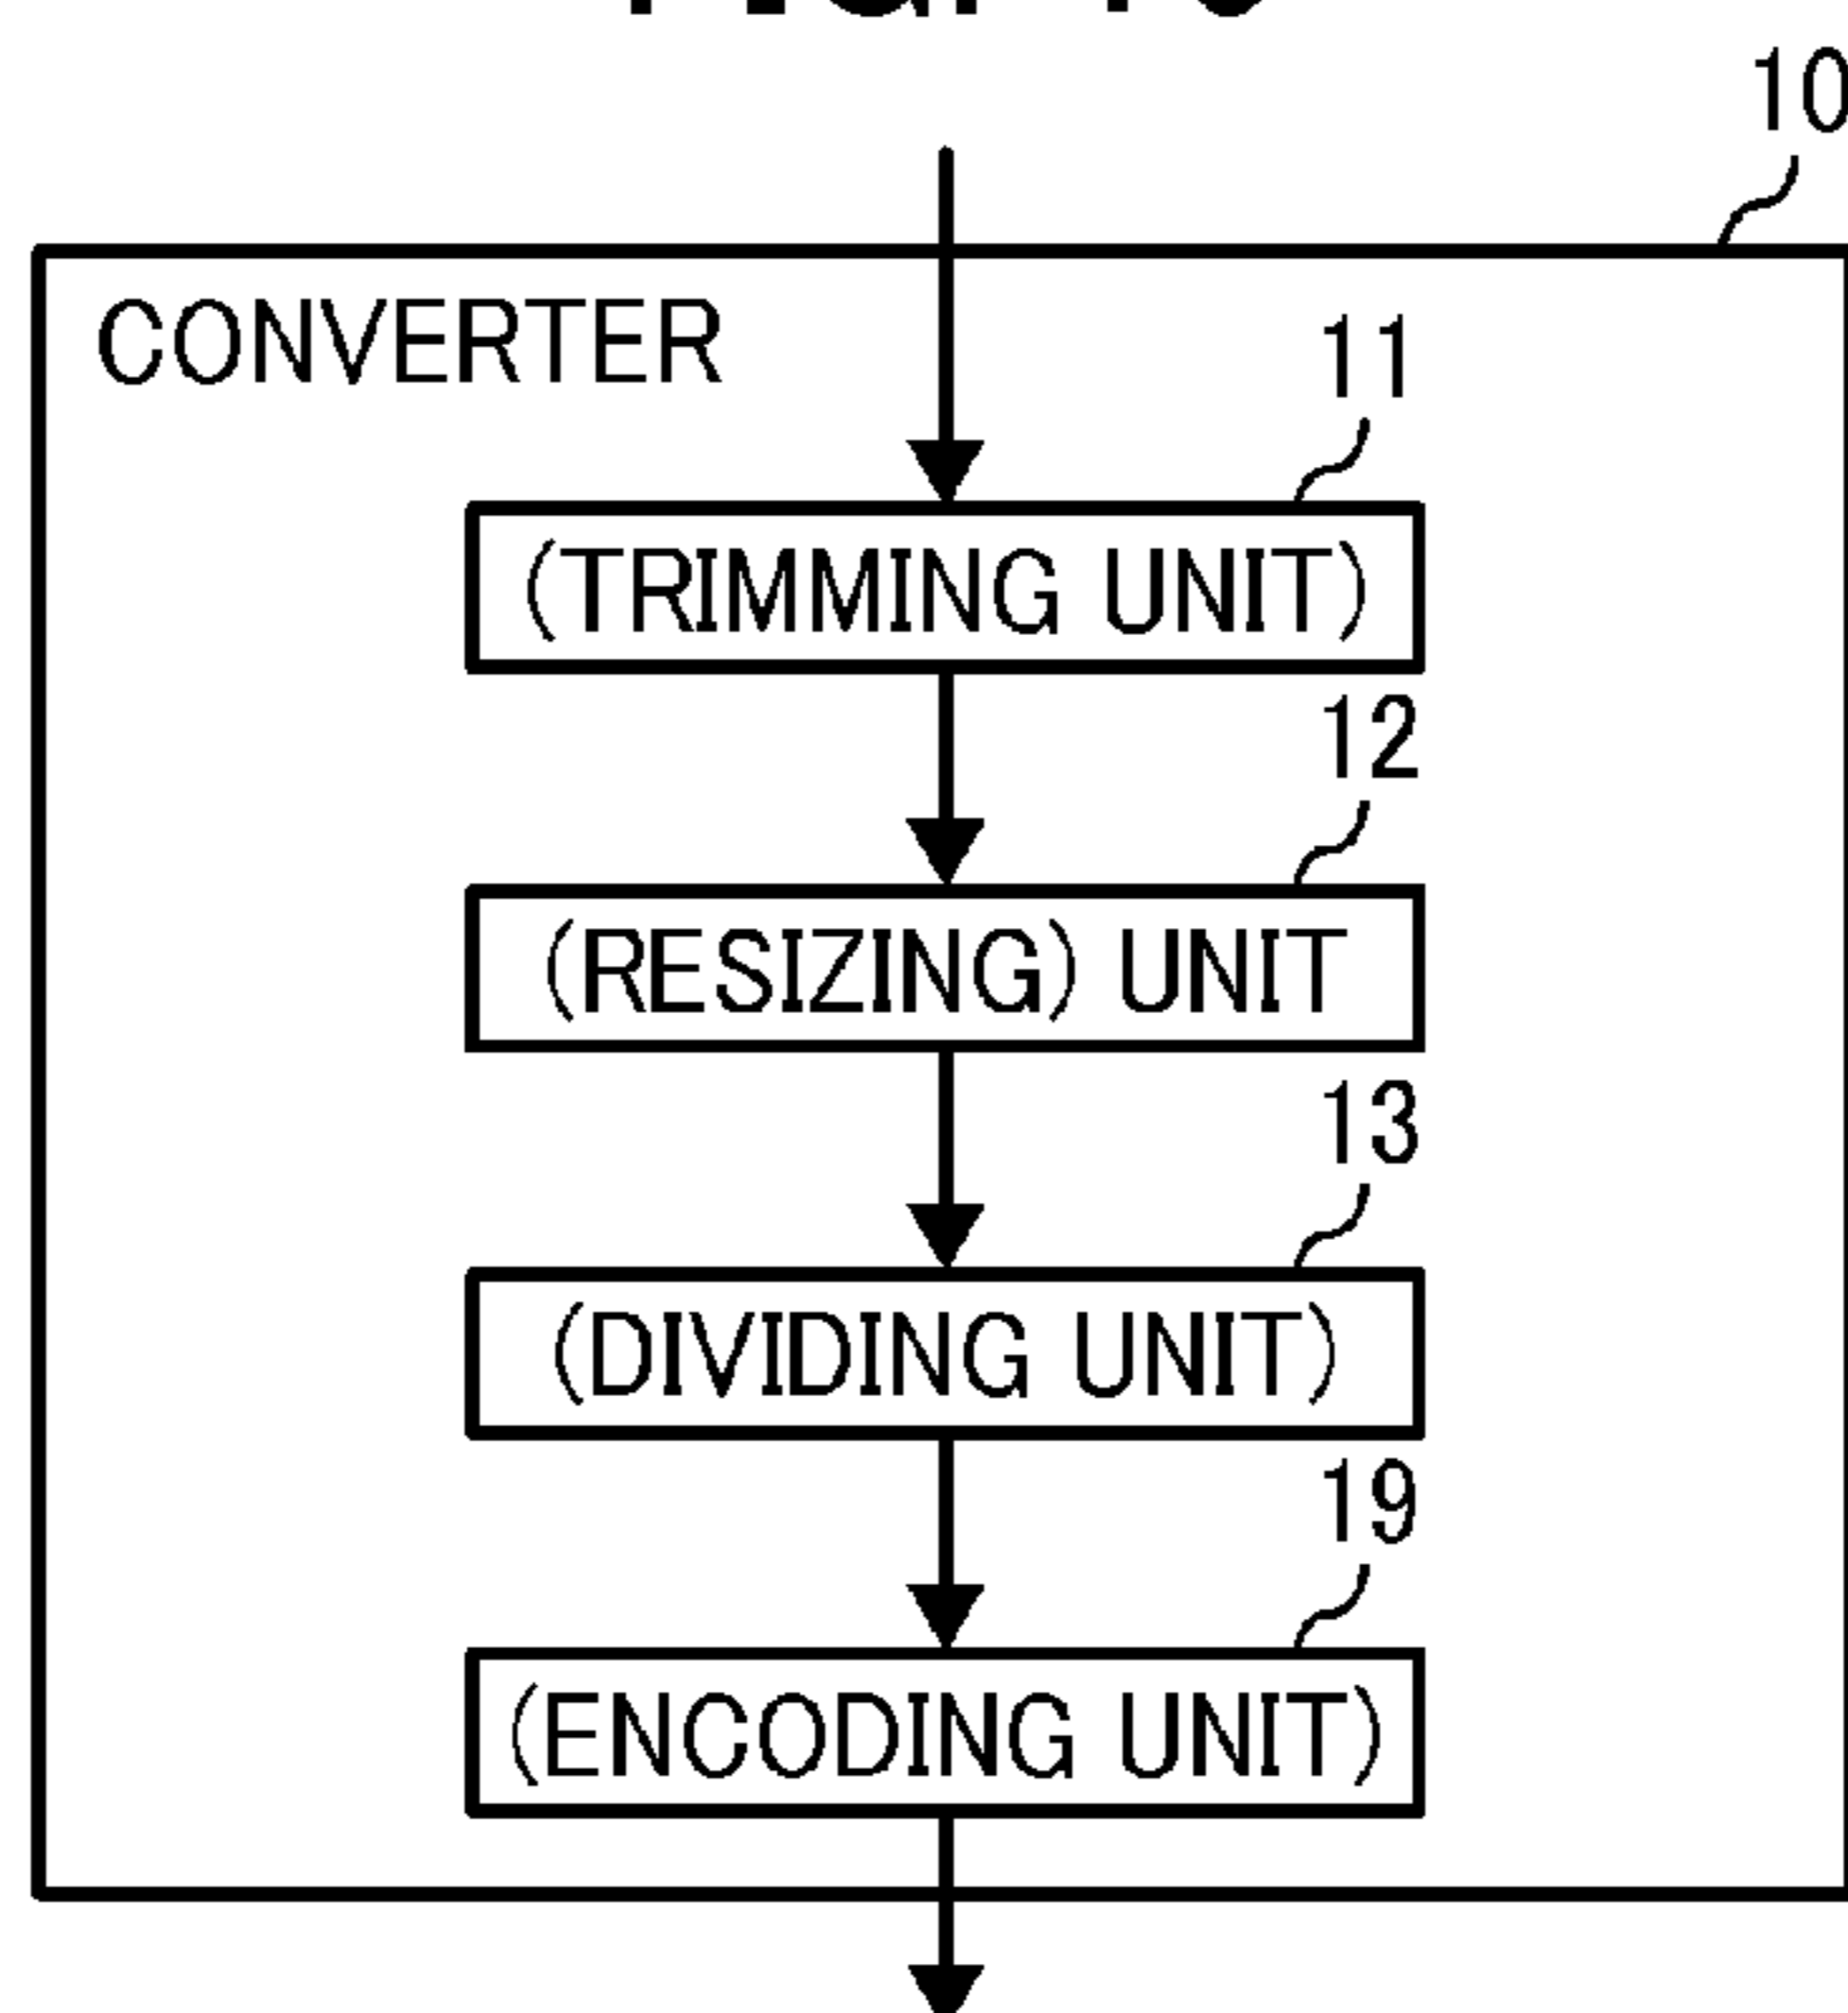 10
CONVERTER
11
(TRIMMING UNIT)
12
(RESIZING) UNIT
13
(DIVIDING UNIT)
19
(ENCODING UNIT)